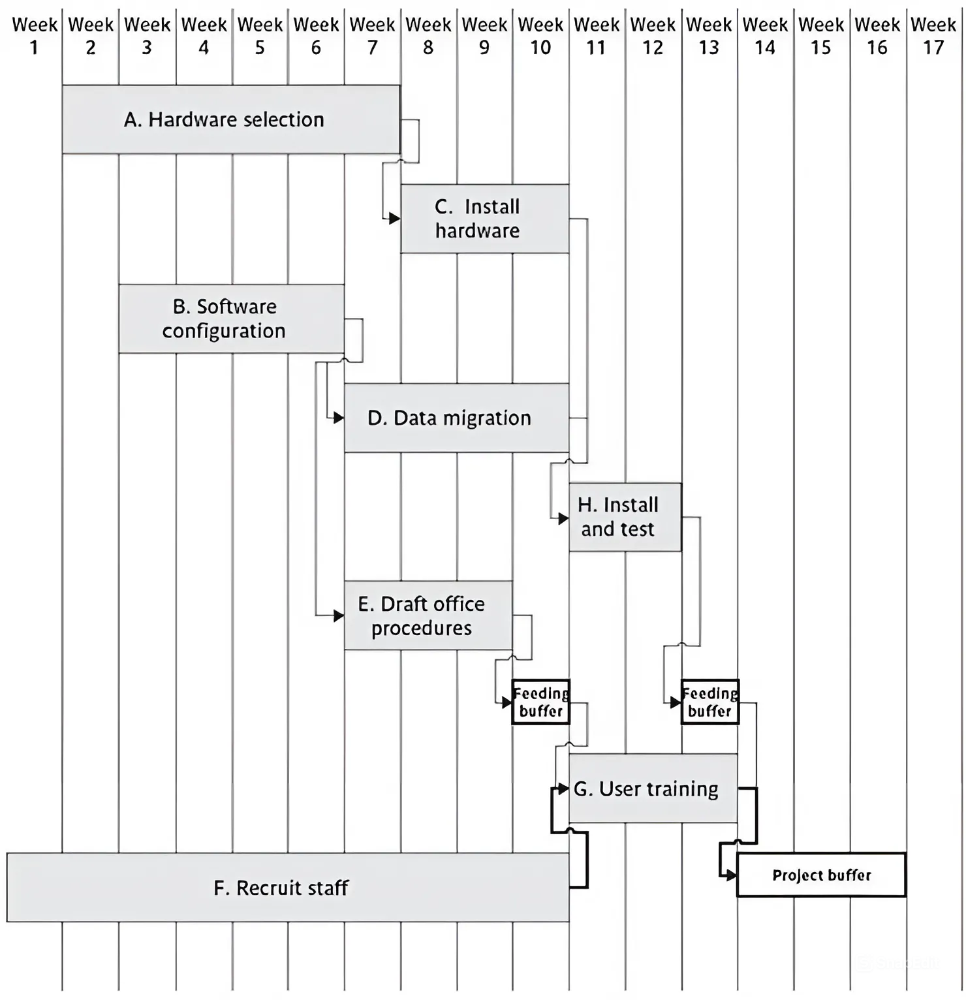 Week Week Week Week Week Week Week Week Week Week Week Week Week Week Week Week Week
1 2 3 4 5 6 7 8 9 10 11 12 13 14 15 16 17
A. Hardware selection
C. Install
hardware
B. Software
configuration
D. Data migration
H. Install
and test
E. Draft office
procedures
Feeding
buffer
Feeding
buffer
G. User training
Project buffer
F. Recruit staff